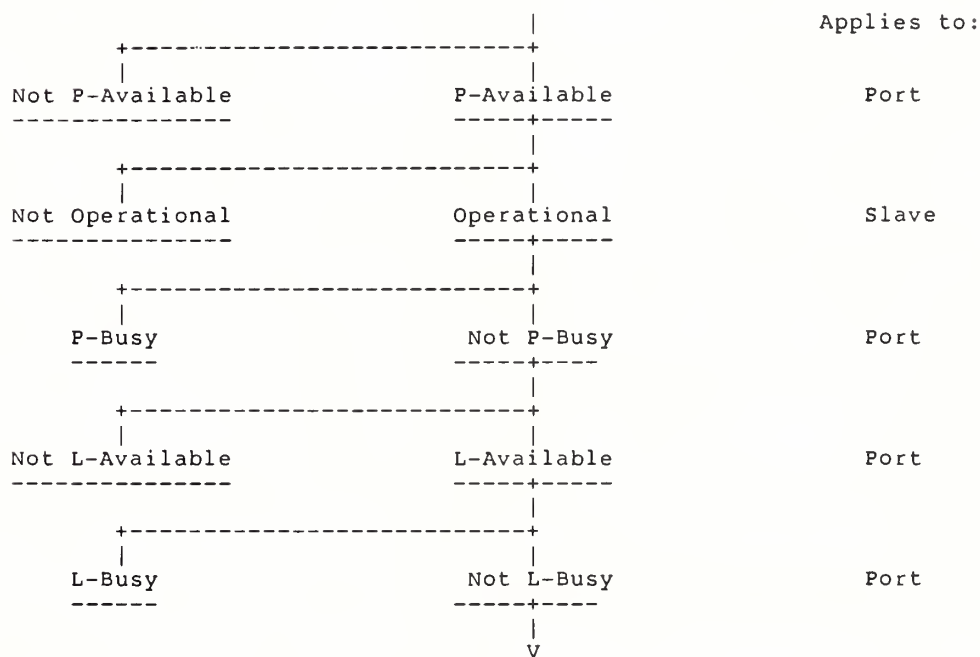 Applies to:
Not P-Available P-Available Port
Not Operational Operational Slave
P-Busy Not P-Busy Port
Not L-Available L-Available Port
L-Busy Not L-Busy Port
V